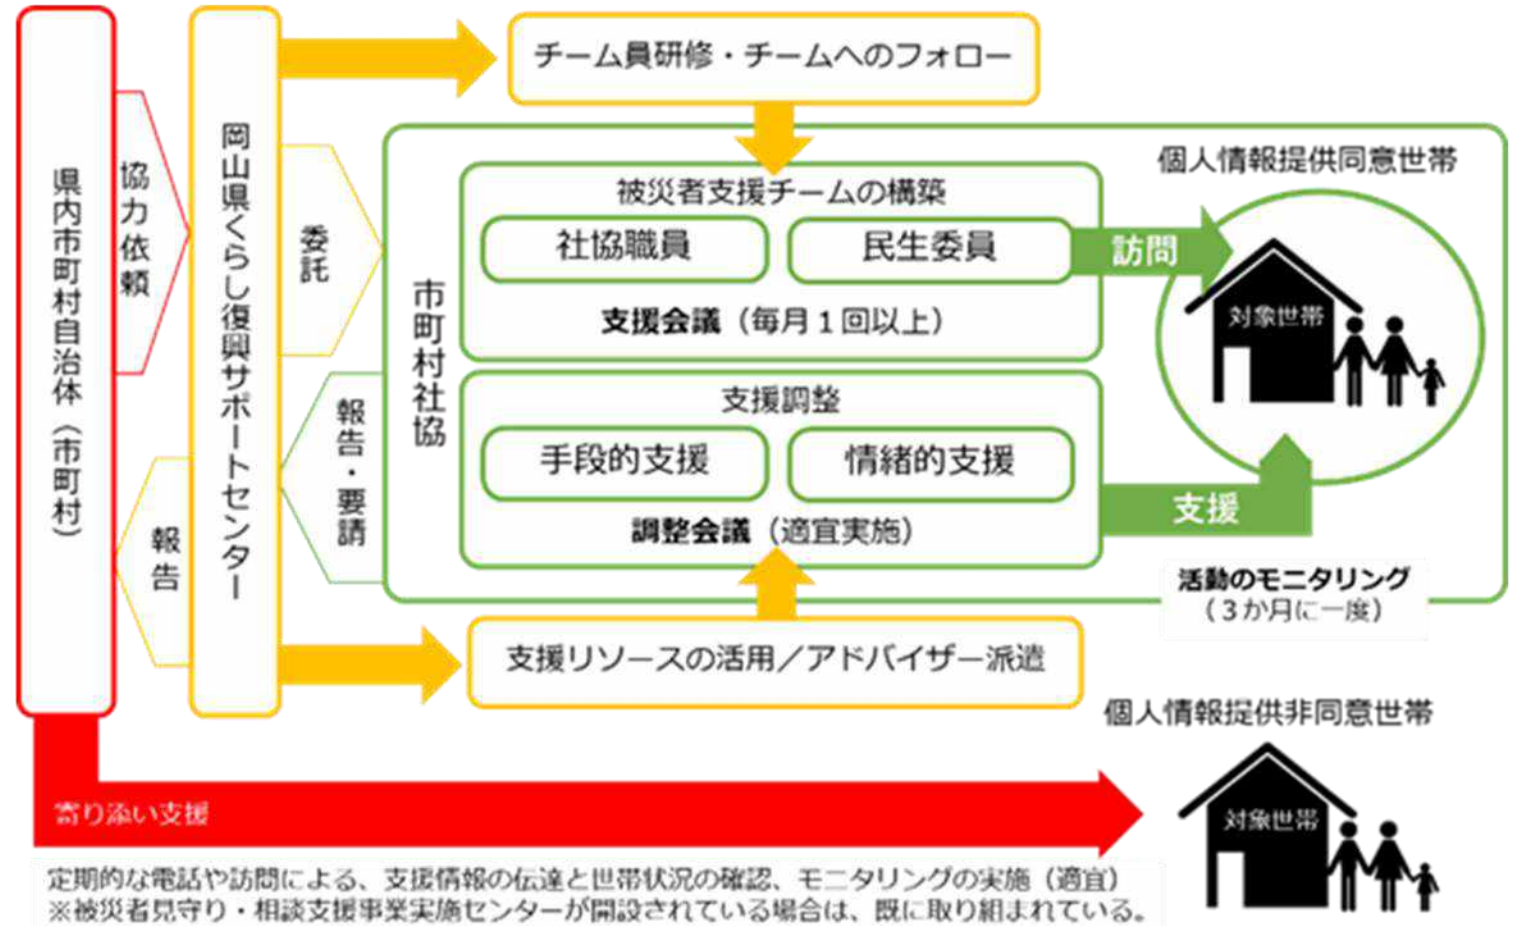 県内市町村自治体（市町村）
協力依頼
報告
岡山県くらし復興サポートセンター
委託
報告・要請
チーム員研修・チームへのフォロー
市町村社協
被災者支援チームの構築
社協職員
民生委員
支援会議（毎月１回以上）
訪問
個人情報提供同意世帯
対象世帯
支援調整
手段的支援
情緒的支援
調整会議（適宜実施）
支援
活動のモニタリング
（３か月に一度）
支援リソースの活用／アドバイザー派遣
個人情報提供非同意世帯
対象世帯
寄り添い支援
定期的な電話や訪問による、支援情報の伝達と世帯状況の確認、モニタリングの実施（適宜）
※被災者見守り・相談支援事業実施センターが開設されている場合は、既に取り組まれている。